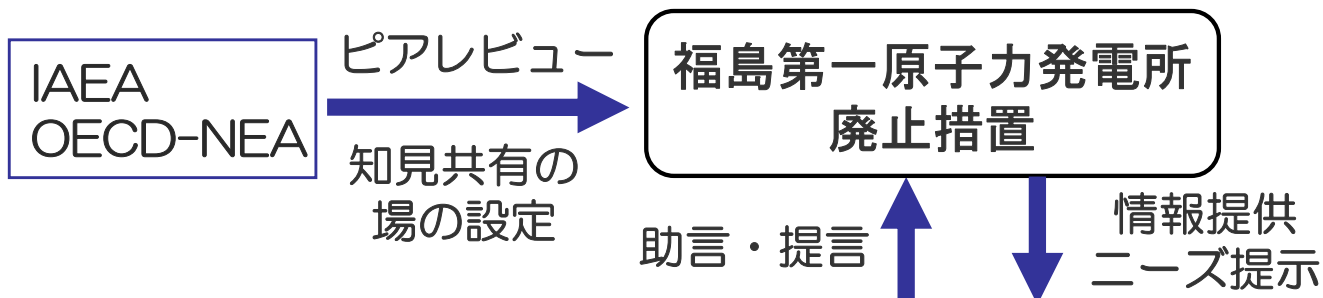 IAEA
OECD-NEA
ピアレビュー
知見共有の
場の設定
福島第一原子力発電所
廃止措置
助言・提言
情報提供
ニーズ提示